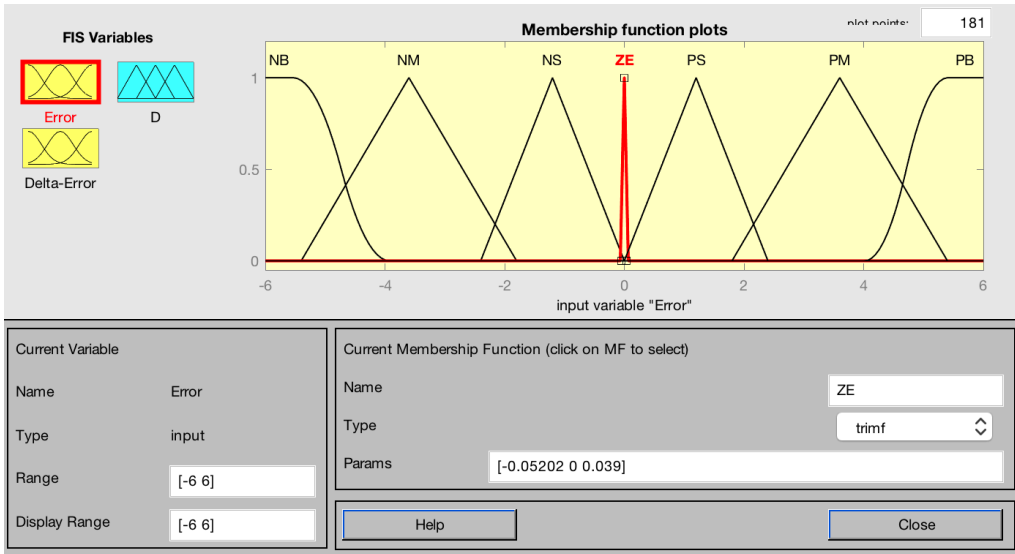 FIS Variables
Error
D
Delta-Error
Membership function plots
plot points:
181
NB
NM
NS
ZE
PS
PM
PB
1
0.5
0
-6
-4
-2
0
2
4
6
input variable "Error"
Current Variable
Name
Error
Type
input
Range
[-6 6]
Display Range
[-6 6]
Current Membership Function (click on MF to select)
Name
ZE
Type
trimf
Params
[-0.05202 0 0.039]
Help
Close